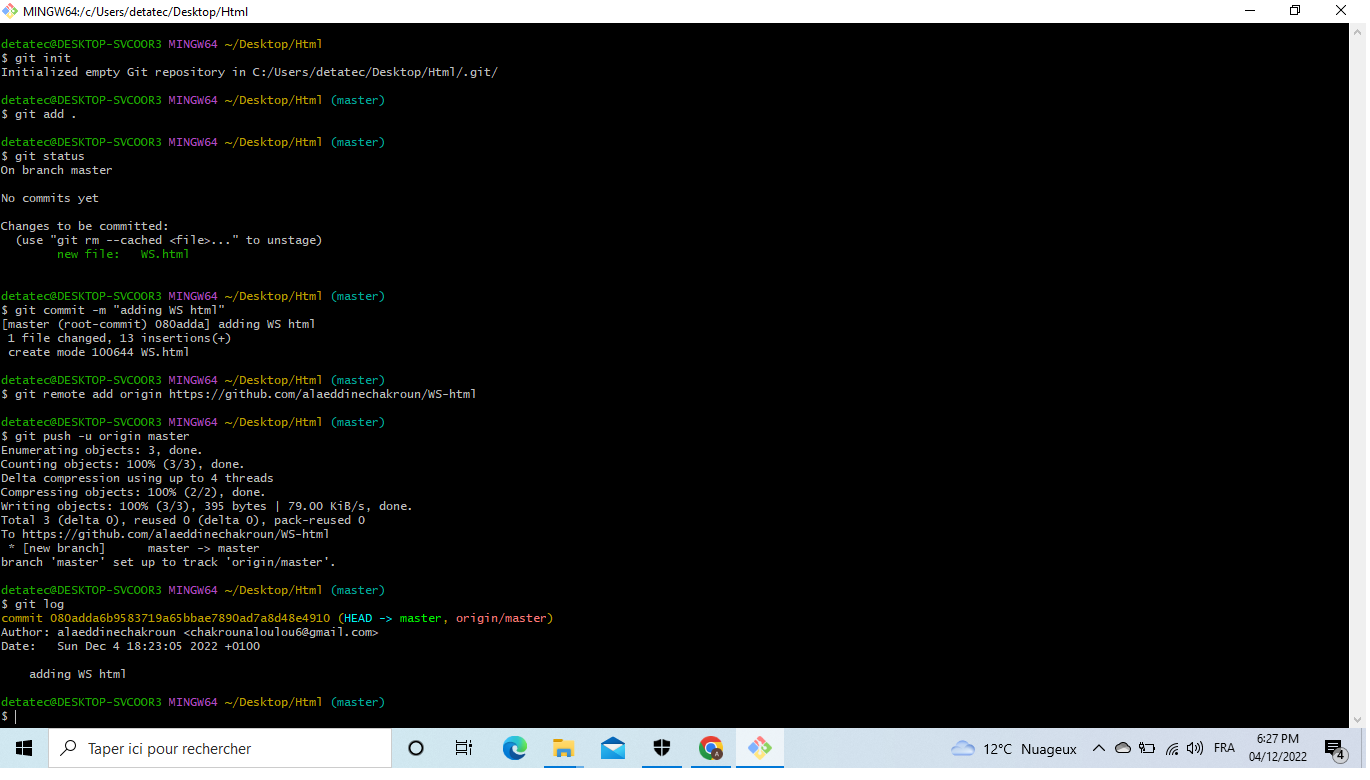 MINGW64:/c/Users/detatec/Desktop/Html
detatec@DESKTOP-SVCOOR3 MINGW64 ~/Desktop/Html
$ git init
Initialized empty Git repository in C:/Users/detatec/Desktop/Html/.git/
detatec@DESKTOP-SVCOOR3 MINGW64 ~/Desktop/Html (master)
$ git add .
detatec@DESKTOP-SVCOOR3 MINGW64 ~/Desktop/Html (master)
$ git status
On branch master
No commits yet
Changes to be committed:
  (use "git rm --cached <file>..." to unstage)
        new file:   WS.html
detatec@DESKTOP-SVCOOR3 MINGW64 ~/Desktop/Html (master)
$ git commit -m "adding WS html"
[master (root-commit) 080adda] adding WS html
 1 file changed, 13 insertions(+)
 create mode 100644 WS.html
detatec@DESKTOP-SVCOOR3 MINGW64 ~/Desktop/Html (master)
$ git remote add origin https://github.com/alaeddinechakroun/WS-html
detatec@DESKTOP-SVCOOR3 MINGW64 ~/Desktop/Html (master)
$ git push -u origin master
Enumerating objects: 3, done.
Counting objects: 100% (3/3), done.
Delta compression using up to 4 threads
Compressing objects: 100% (2/2), done.
Writing objects: 100% (3/3), 395 bytes | 79.00 KiB/s, done.
Total 3 (delta 0), reused 0 (delta 0), pack-reused 0
To https://github.com/alaeddinechakroun/WS-html
 * [new branch]      master -> master
branch 'master' set up to track 'origin/master'.
detatec@DESKTOP-SVCOOR3 MINGW64 ~/Desktop/Html (master)
$ git log
commit 080adda6b9583719a65bbae7890ad7a8d48e4910 (HEAD -> master, origin/master)
Author: alaeddinechakroun <chakrounaloulou6@gmail.com>
Date:   Sun Dec 4 18:23:05 2022 +0100
    adding WS html
detatec@DESKTOP-SVCOOR3 MINGW64 ~/Desktop/Html (master)
$
Taper ici pour rechercher
A
12°C Nuageux
FRA
6:27 PM
04/12/2022
4